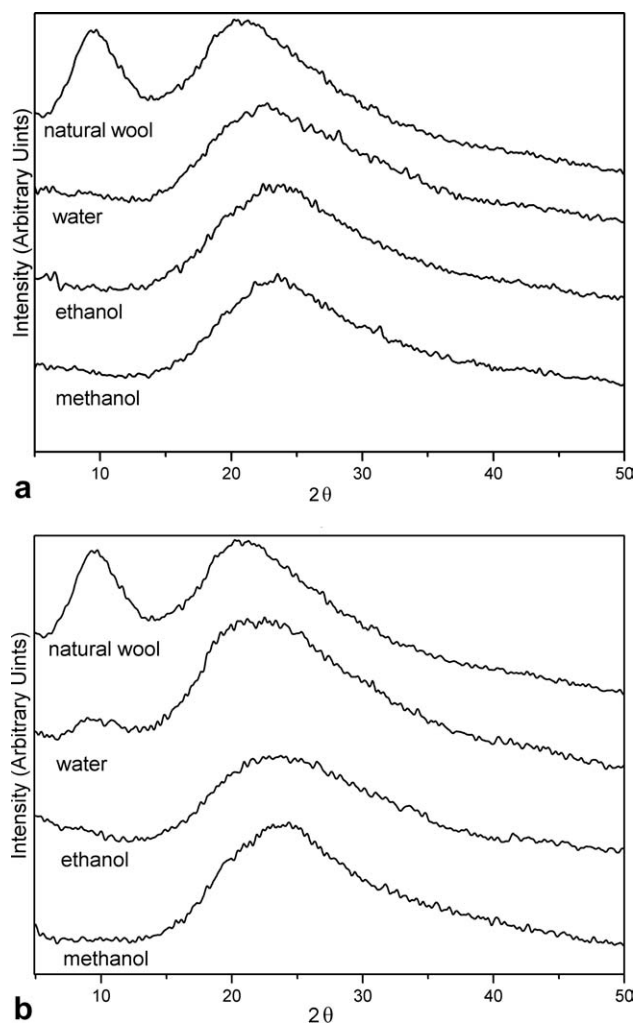 Intensity (Arbitrary Uints)
natural wool
water
ethanol
methanol
10 20 30 40 50
2θ
a
Intensity (Arbitrary Uints)
natural wool
water
ethanol
methanol
10 20 30 40 50
2θ
b